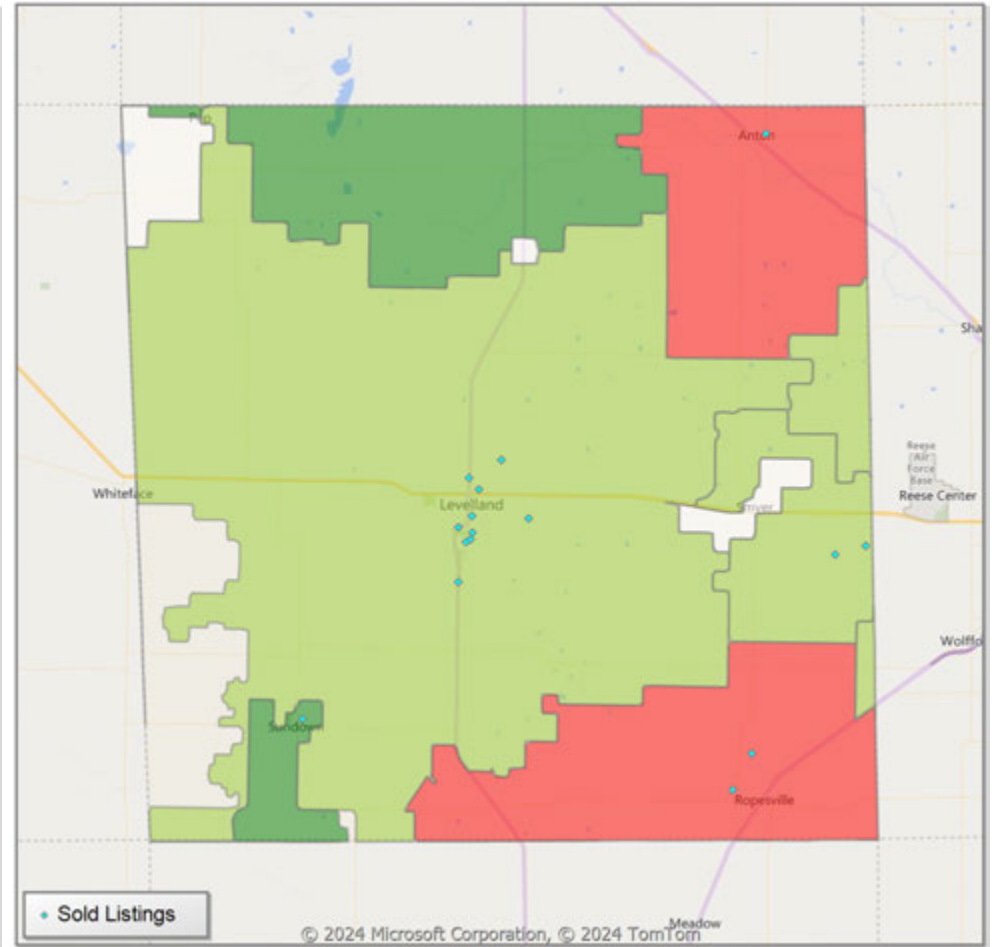 Pep
Anton
Sha
Reese
Air
Force
Base
Whiteface
Reese Center
Levelland
Smyer
Wolffo
Sundown
Ropesville
Sold Listings
Meadow
© 2024 Microsoft Corporation, © 2024 TomTom